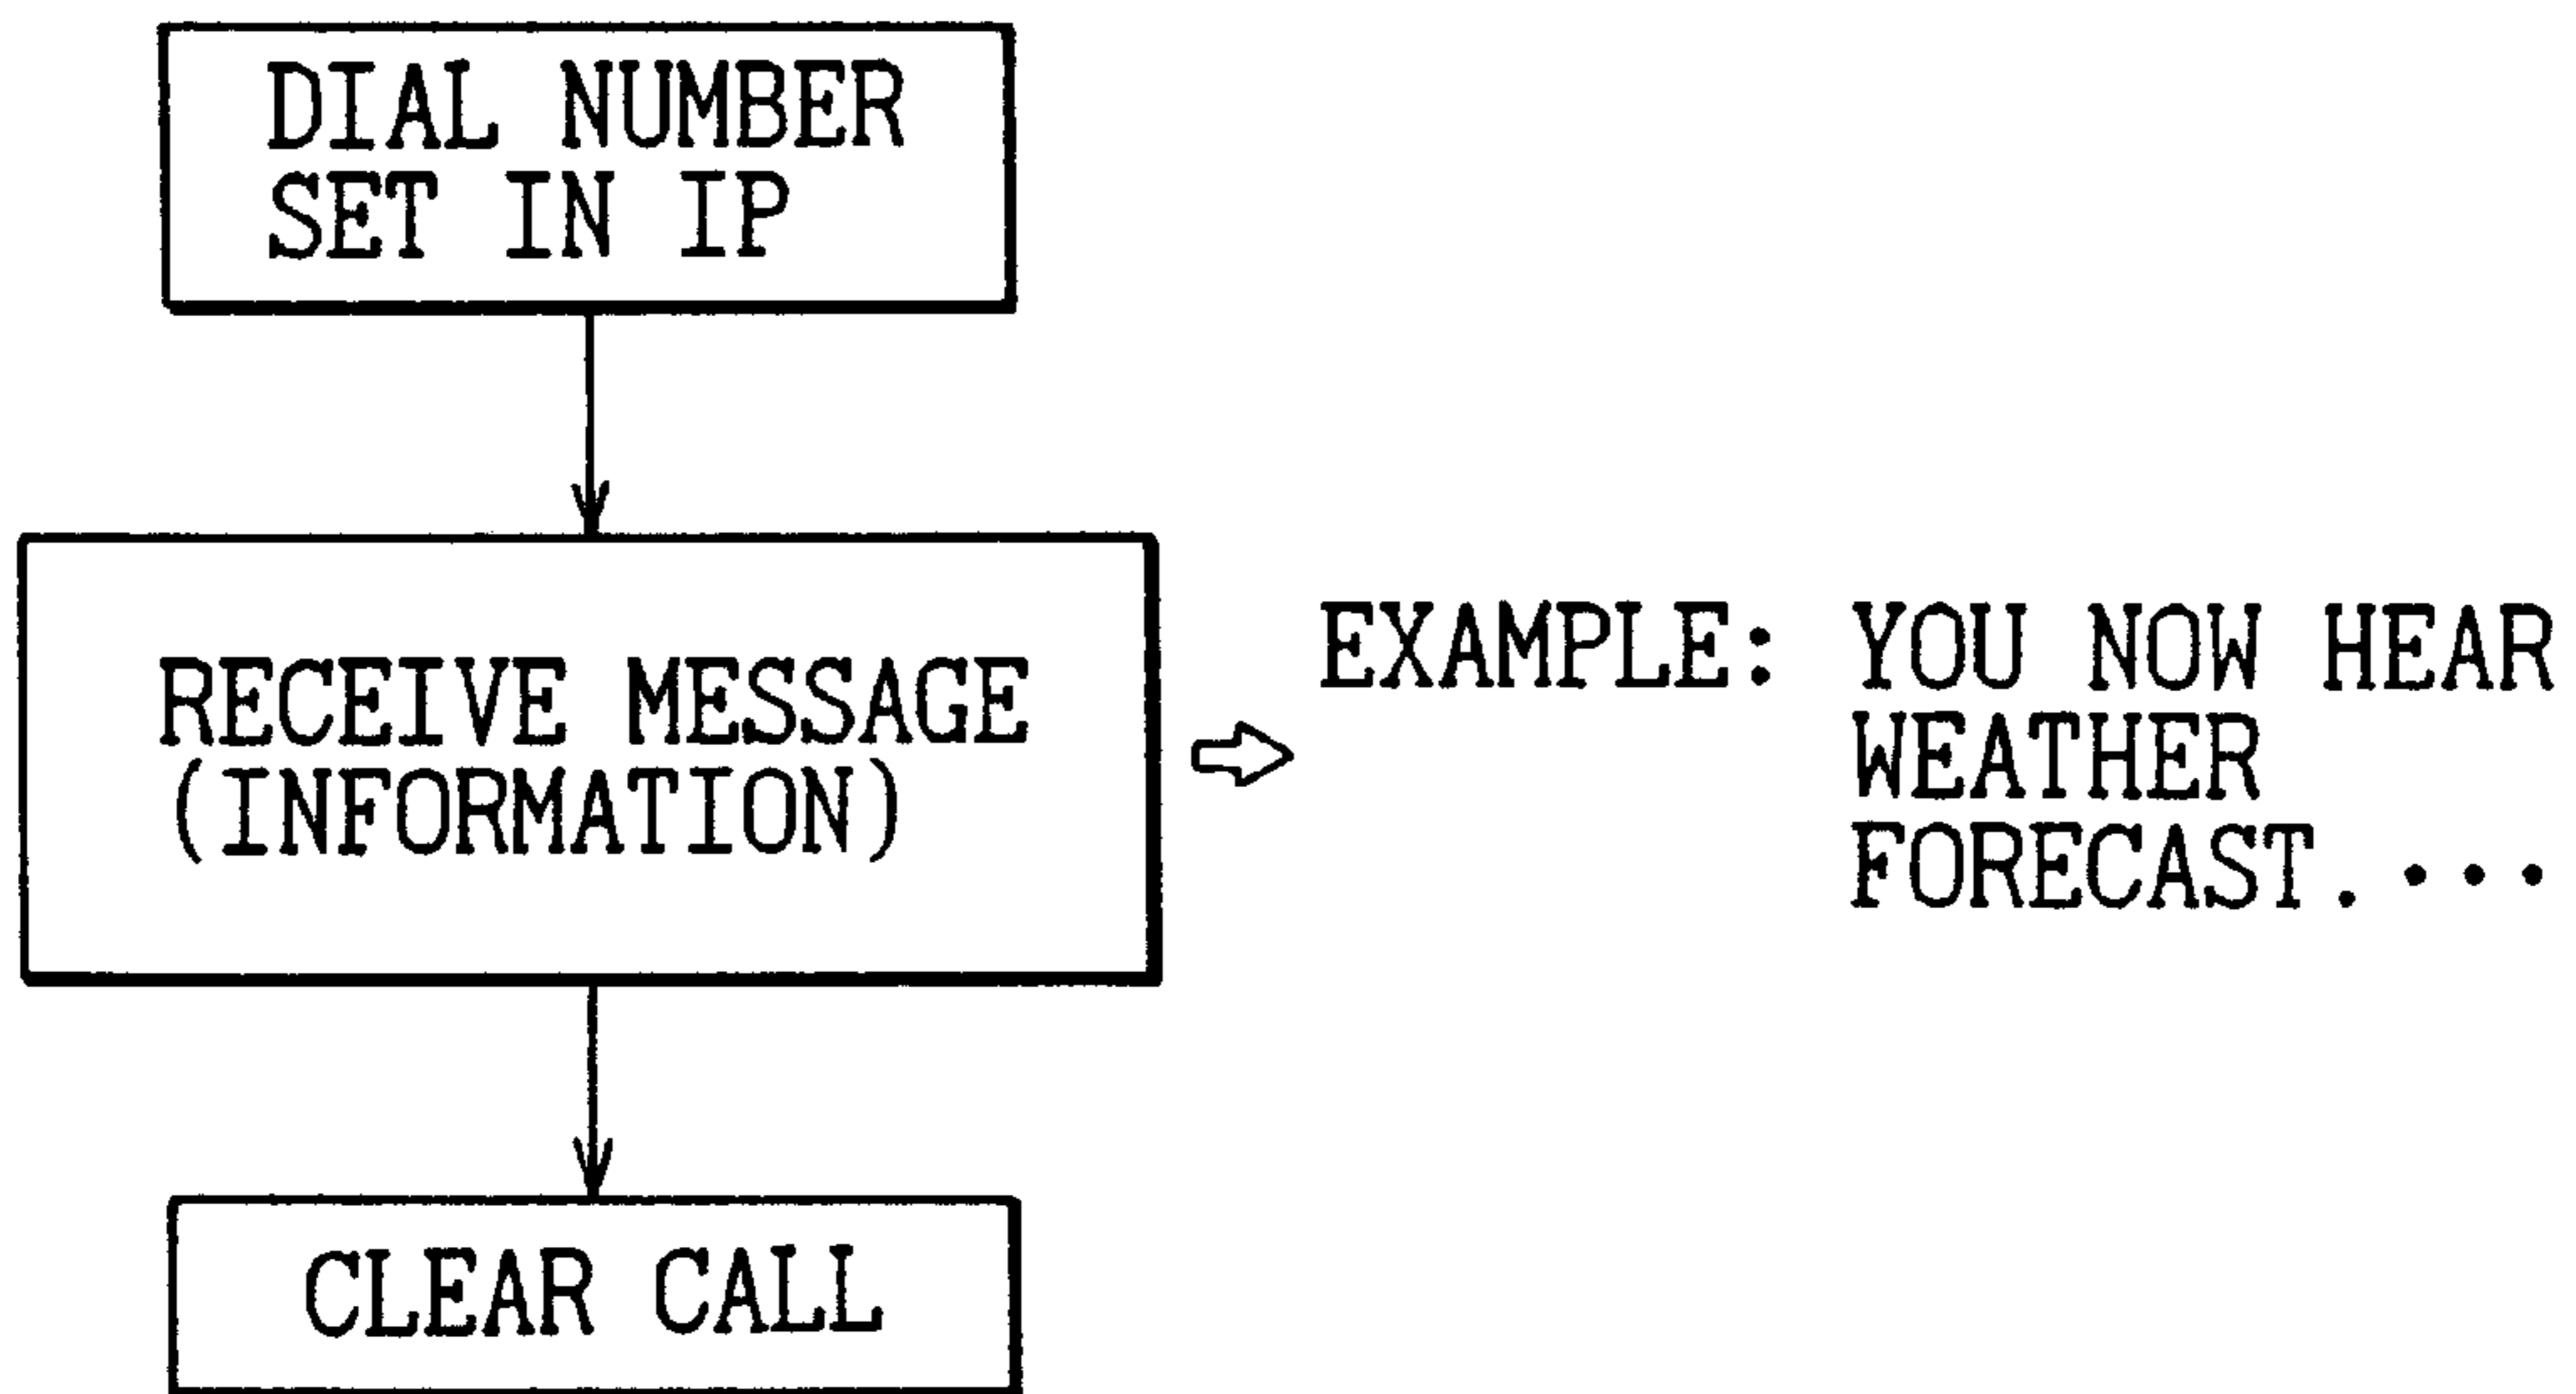 DIAL NUMBER
SET IN IP
RECEIVE MESSAGE
(INFORMATION)
EXAMPLE: YOU NOW HEAR
WEATHER
FORECAST. ・・・
CLEAR CALL